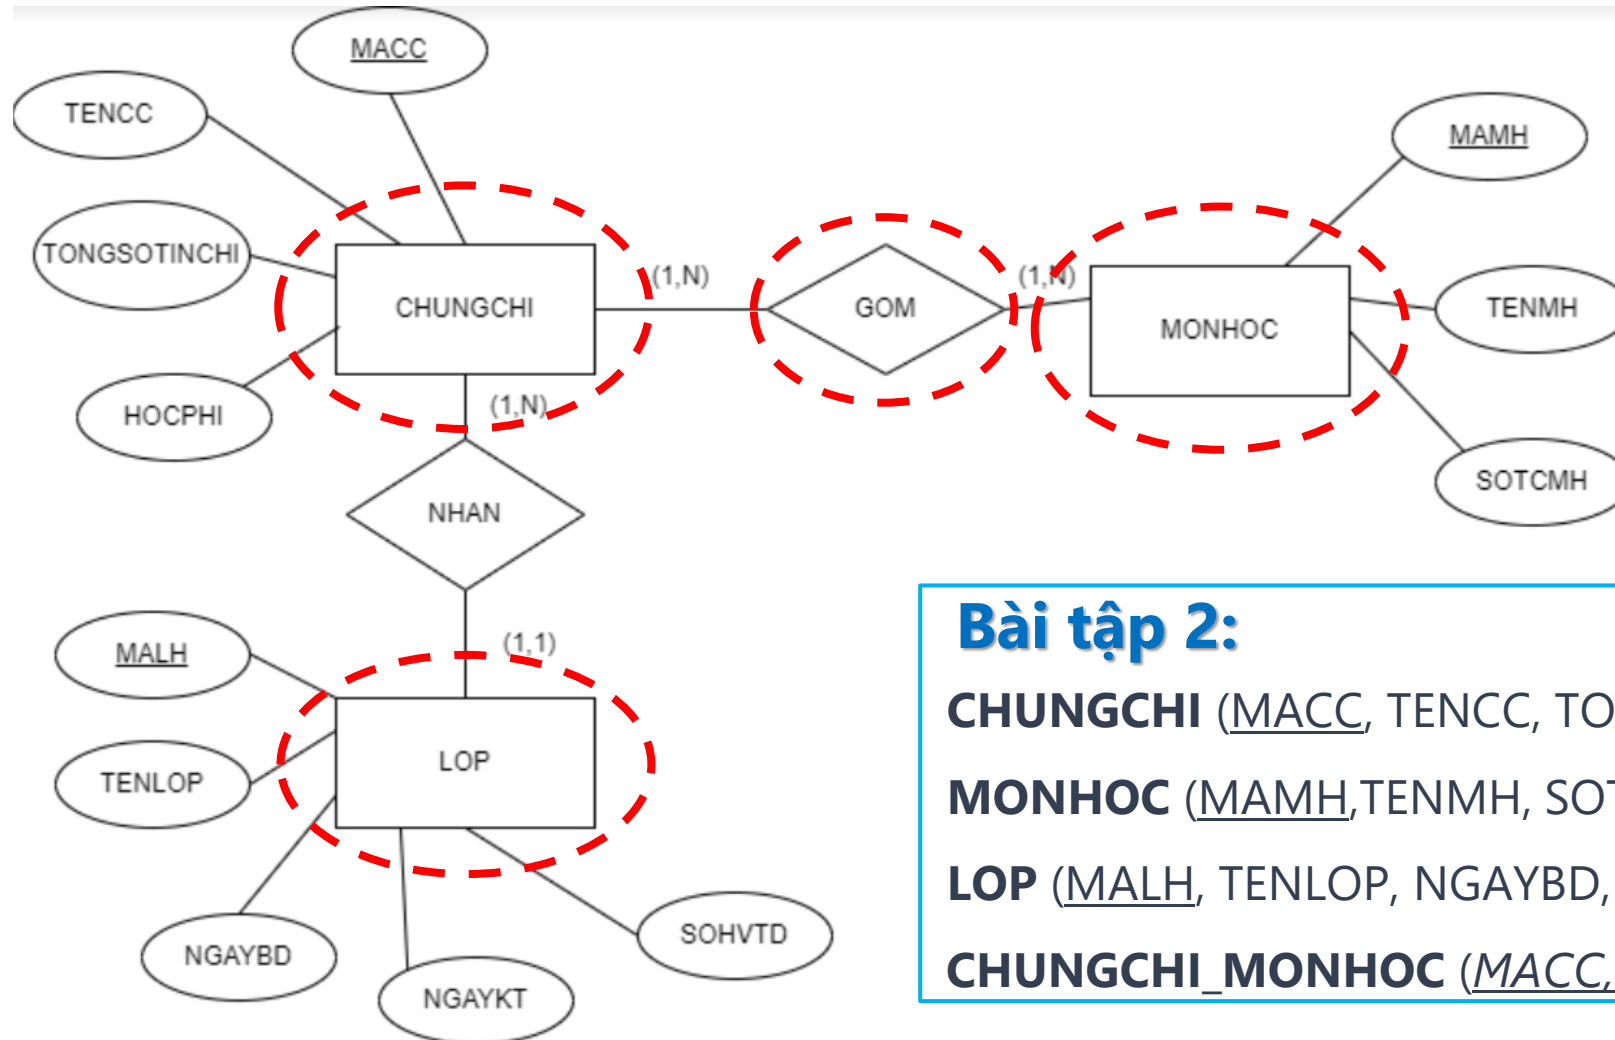 MACC
TENCC
MAMH
TONGSOTINCHI
(1,N)
(1,N)
CHUNGCHI
GOM
MONHOC
TENMH
HOCPHI
(1,N)
SOTCMH
NHAN
MALH
(1,1)
TENLOP
LOP
NGAYBD
NGAYKT
SOHVTD
Bài tập 2:
CHUNGCHI (MACC, TENCC, TO
MONHOC (MAMH,TENMH, SOT
LOP (MALH, TENLOP, NGAYBD,
CHUNGCHI_MONHOC (MACC,